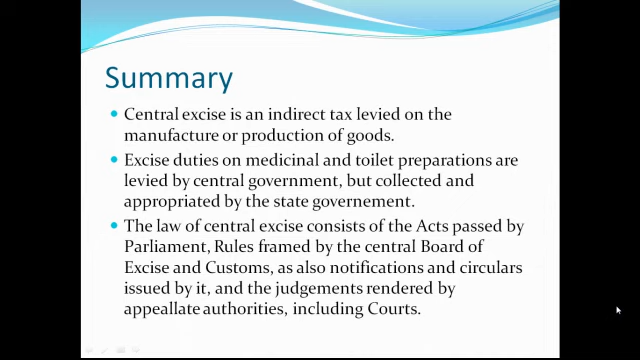 Summary
Central excise is an indirect tax levied on the
manufacture or production of goods.
Excise duties on medicinal and toilet preparations are
levied by central government, but collected and
appropriated by the state governement.
The law of central excise consists of the Acts passed by
Parliament, Rules framed by the central Board of
Excise and Customs, as also notifications and circulars
issued by it, and the judgements rendered by
appeallate authorities, including Courts.